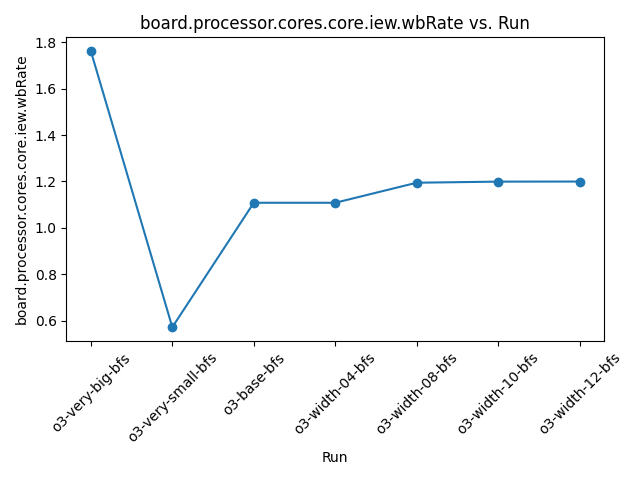 board.processor.cores.core.iew.wbRate vs. Run
board.processor.cores.core.iew.wbRate
1.8
1.6
1.4
1.2
1.0
0.8
0.6
o3-very-big-bfs
o3-very-small-bfs
o3-base-bfs
o3-width-04-bfs
o3-width-08-bfs
o3-width-10-bfs
o3-width-12-bfs
Run